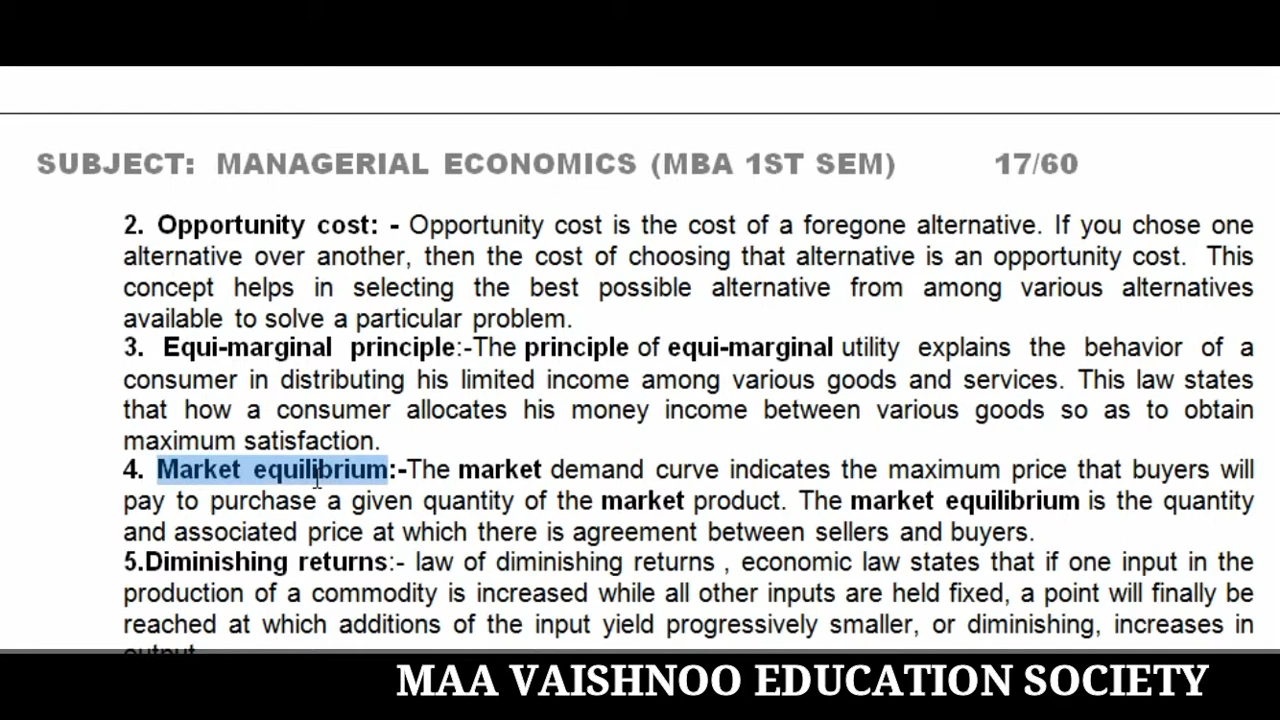 SUBJECT: MANAGERIAL ECONOMICS (MBA 1ST SEM) 17/60
2. Opportunity cost: - Opportunity cost is the cost of a foregone alternative. If you chose one
alternative over another, then the cost of choosing that alternative is an opportunity cost. This
concept helps in selecting the best possible alternative from among various alternatives
available to solve a particular problem.
3. Equi-marginal principle:-The principle of equi-marginal utility explains the behavior of a
consumer in distributing his limited income among various goods and services. This law states
that how a consumer allocates his money income between various goods so as to obtain
maximum satisfaction.
4. Market equilibrium:-The market demand curve indicates the maximum price that buyers will
pay to purchase a given quantity of the market product. The market equilibrium is the quantity
and associated price at which there is agreement between sellers and buyers.
5.Diminishing returns:- law of diminishing returns , economic law states that if one input in the
production of a commodity is increased while all other inputs are held fixed, a point will finally be
reached at which additions of the input yield progressively smaller, or diminishing, increases in
MAA VAISHNOO EDUCATION SOCIETY